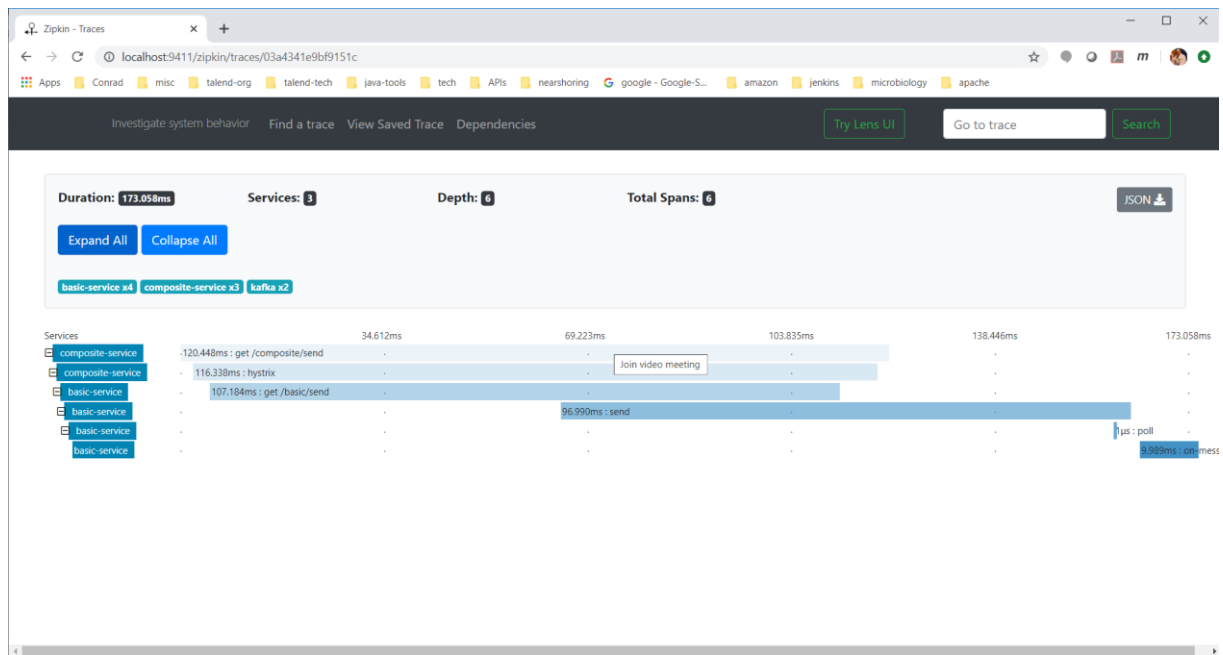 Zipkin - Traces
localhost:9411/zipkin/traces/03a4341e9bf9151c
m
Apps Conrad misc talend-org talend-tech java-tools tech APIs nearshoring G google - Google-S... amazon jenkins microbiology apache
Investigate system behavior Find a trace View Saved Trace Dependencies Try Lens UI Go to trace Search
Duration: 173.058ms Services: 3 Depth: 6 Total Spans: 6 JSON
Expand All Collapse All
basic-service x4 composite-service x3 kafka x2
Services 34.612ms 69.223ms 103.835ms 138.446ms 173.058ms
composite-service 120.448ms : get /composite/send
Join video meeting
composite-service 116.338ms : hystrix
basic-service 107.184ms : get /basic/send
basic-service 96.990ms : send
basic-service 1μs : poll
basic-service 9.989ms : on-mess